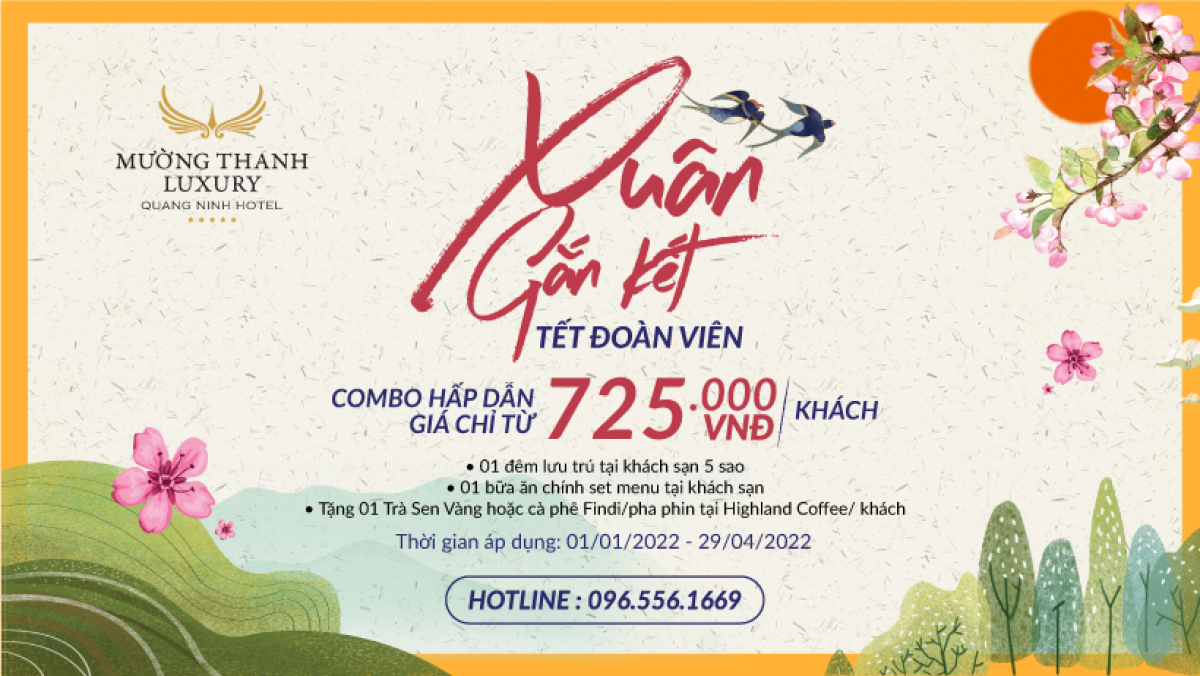 MƯỜNG THANH
LUXURY
QUANG NINH HOTEL
Xuân
Gắn kết
TẾT ĐOÀN VIÊN
COMBO HẤP DẪN
GIÁ CHỈ TỪ
725.000
VNĐ
KHÁCH
• 01 đêm lưu trú tại khách sạn 5 sao
• 01 bữa ăn chính set menu tại khách sạn
• Tặng 01 Trà Sen Vàng hoặc cà phê Findi/pha phin tại Highland Coffee/ khách
Thời gian áp dụng: 01/01/2022 - 29/04/2022
HOTLINE : 096.556.1669